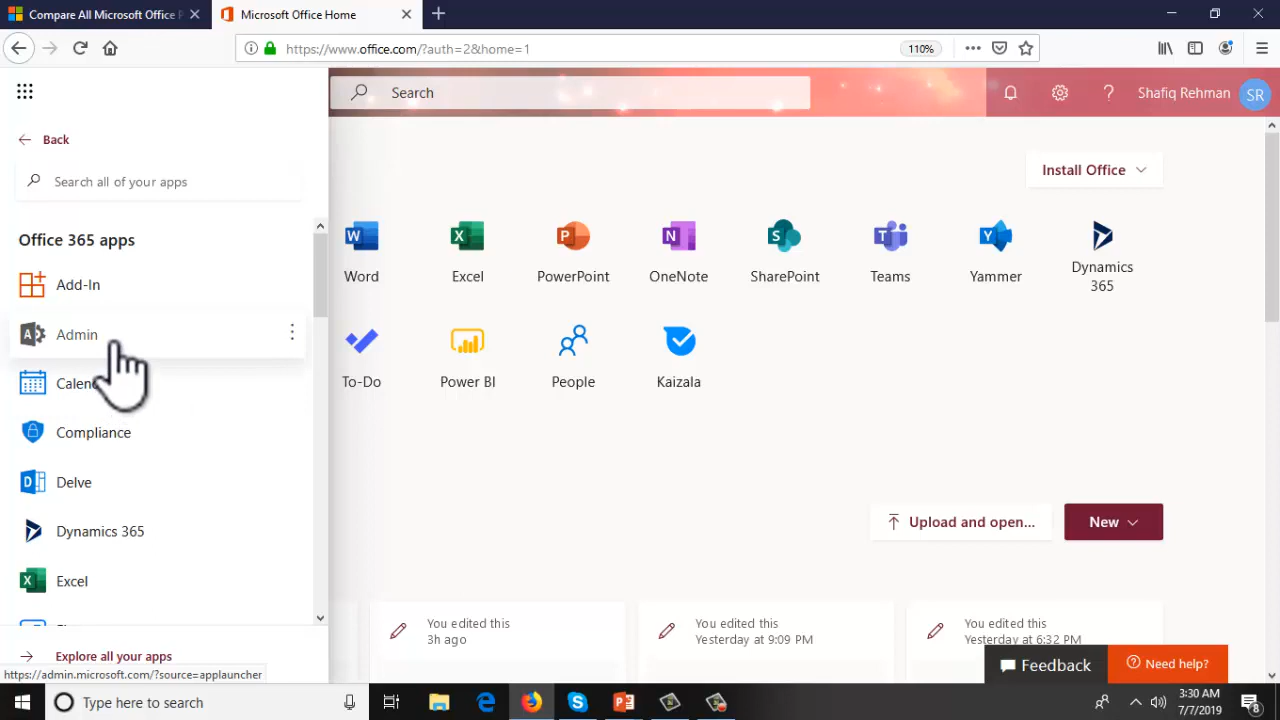 Compare All Microsoft Office P
Microsoft Office Home
https://www.office.com/?auth=2&home=1
110%
Search
Shafiq Rehman
SR
Back
Search all of your apps
Office 365 apps
Add-In
Admin
Calen
Compliance
Delve
Dynamics 365
Excel
Explore all your apps
https://admin.microsoft.com/?source=applauncher
Install Office
Word
Excel
PowerPoint
OneNote
SharePoint
Teams
Yammer
Dynamics
365
To-Do
Power BI
People
Kaizala
Upload and open...
New
You edited this
3h ago
You edited this
Yesterday at 9:09 PM
You edited this
Yesterday at 6:32 PM
Feedback
Need help?
Type here to search
3:30 AM
7/7/2019
8